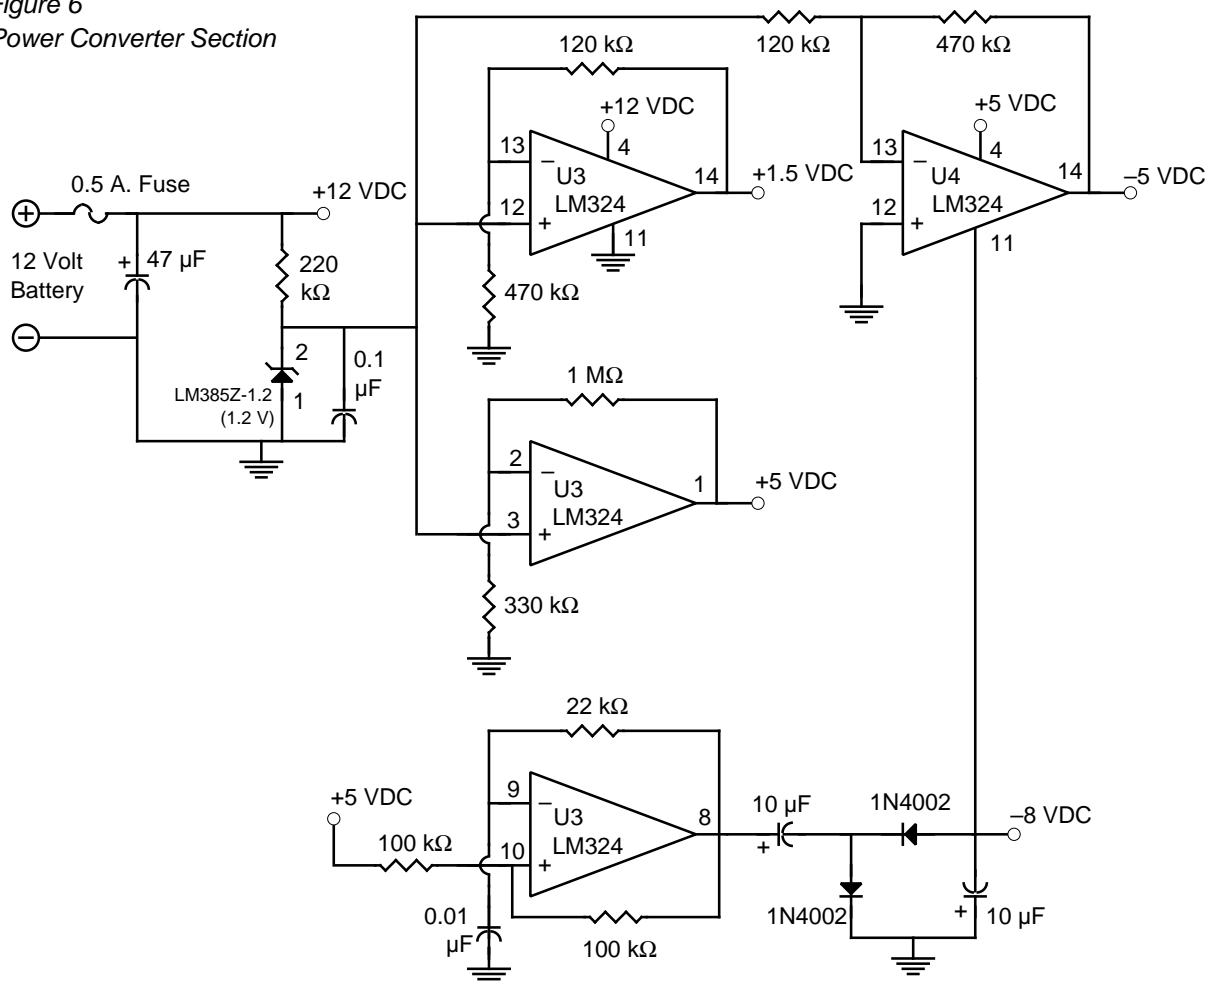 Figure 6
Power Converter Section
120 kΩ
120 kΩ
470 kΩ
+12 VDC
4
13
−
U3
LM324
14
+1.5 VDC
12
+
11
470 kΩ
+5 VDC
4
13
−
U4
LM324
14
–5 VDC
12
+
11
0.5 A. Fuse
+12 VDC
+
12 Volt
Battery
−
+
47 µF
220
kΩ
2
LM385Z-1.2
(1.2 V)
1
0.1
µF
1 MΩ
2
−
U3
LM324
1
+5 VDC
3
+
330 kΩ
22 kΩ
+5 VDC
100 kΩ
9
−
U3
LM324
8
10
+
0.01
µF
100 kΩ
10 µF
+
1N4002
–8 VDC
1N4002
+
10 µF